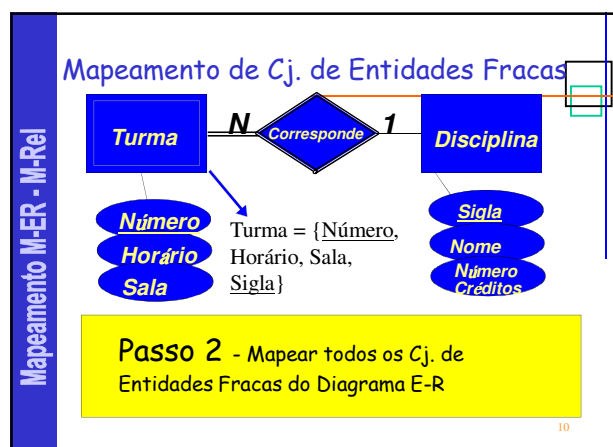 Mapeamento M-ER - M-Rel
Mapeamento de Cj. de Entidades Fracas
Turma
N
Corresponde
1
Disciplina
Número
Horário
Sala
Turma = {Número,
Horário, Sala,
Sigla}
Sigla
Nome
Número
Créditos
Passo 2 - Mapear todos os Cj. de
Entidades Fracas do Diagrama E-R
10